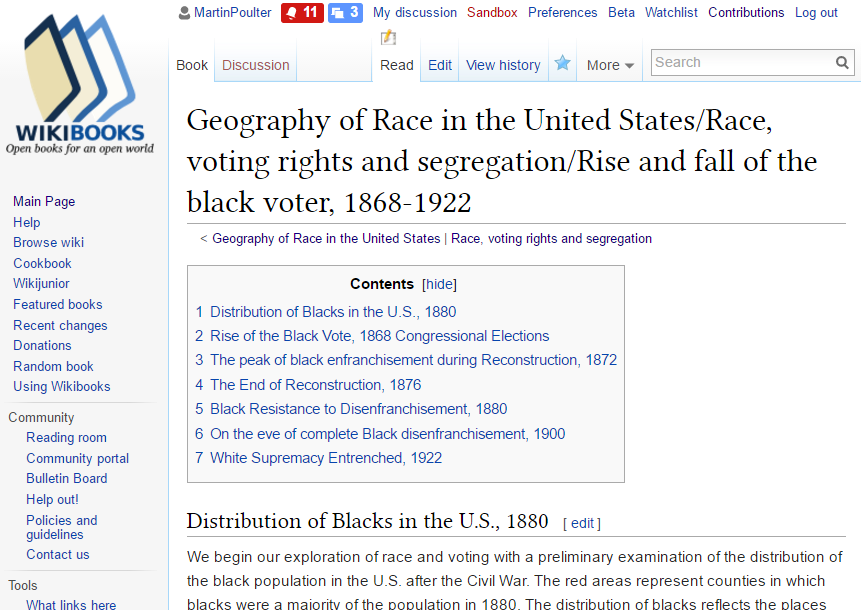 MartinPoulter 11 3 My discussion Sandbox Preferences Beta Watchlist Contributions Log out
Book Discussion Read Edit View history More Search
WIKIBOOKS
Open books for an open world
Main Page
Help
Browse wiki
Cookbook
Wikijunior
Featured books
Recent changes
Donations
Random book
Using Wikibooks
Community
Reading room
Community portal
Bulletin Board
Help out!
Policies and
guidelines
Contact us
Tools
What links here
Geography of Race in the United States/Race,
voting rights and segregation/Rise and fall of the
black voter, 1868-1922
< Geography of Race in the United States | Race, voting rights and segregation
Contents [hide]
1 Distribution of Blacks in the U.S., 1880
2 Rise of the Black Vote, 1868 Congressional Elections
3 The peak of black enfranchisement during Reconstruction, 1872
4 The End of Reconstruction, 1876
5 Black Resistance to Disenfranchisement, 1880
6 On the eve of complete Black disenfranchisement, 1900
7 White Supremacy Entrenched, 1922
Distribution of Blacks in the U.S., 1880 [ edit ]
We begin our exploration of race and voting with a preliminary examination of the distribution of
the black population in the U.S. after the Civil War. The red areas represent counties in which
blacks were a majority of the population in 1880. The distribution of blacks reflects the places